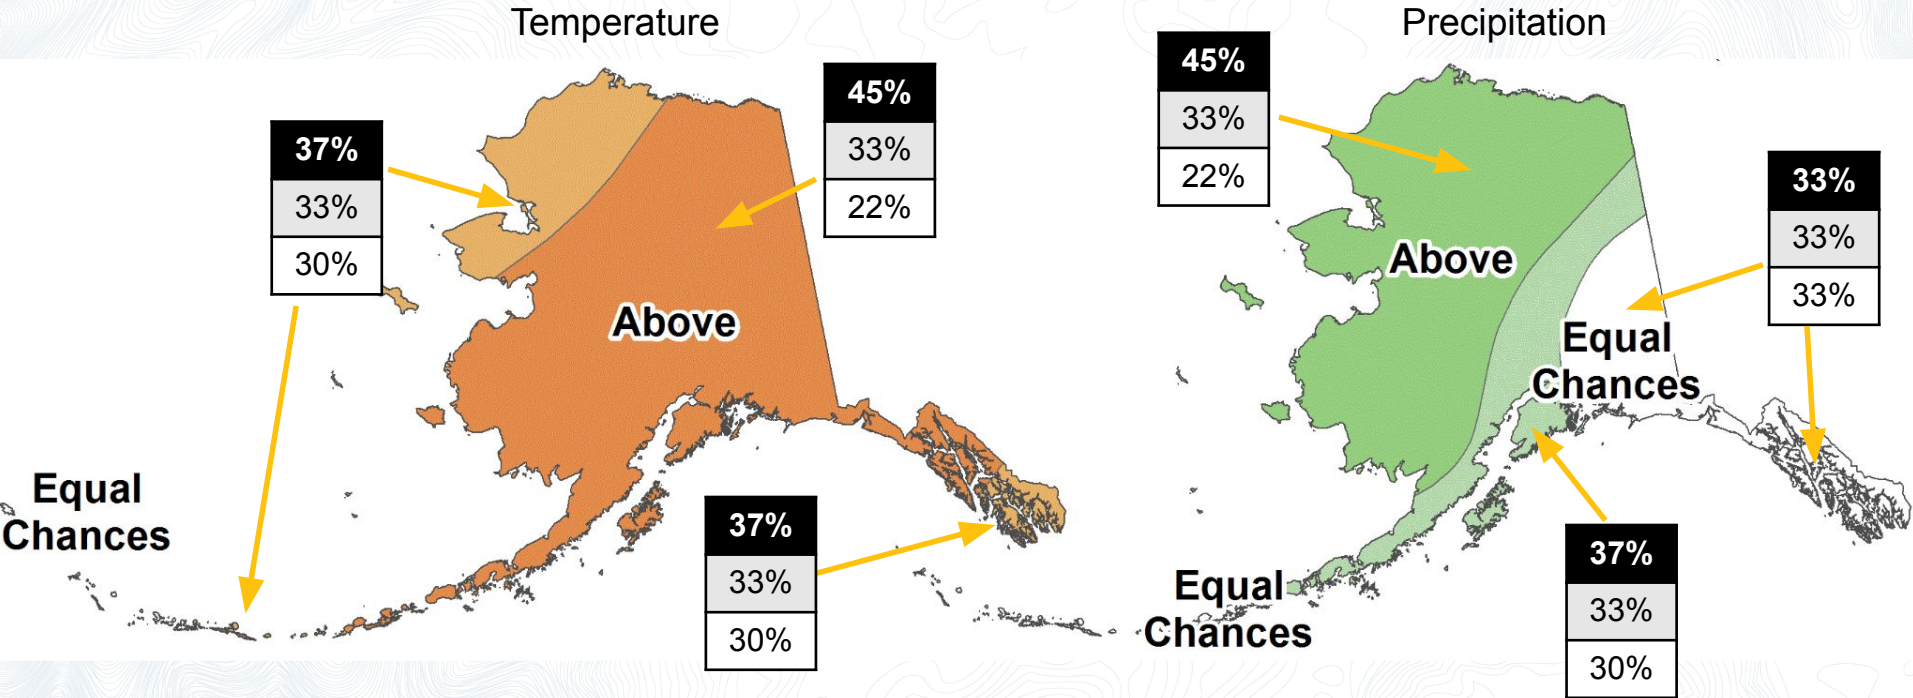 Temperature
37%
33%
30%
45%
33%
22%
Above
Equal
Chances
37%
33%
30%
Precipitation
45%
33%
22%
33%
33%
33%
Above
Equal
Chances
Equal
Chances
37%
33%
30%